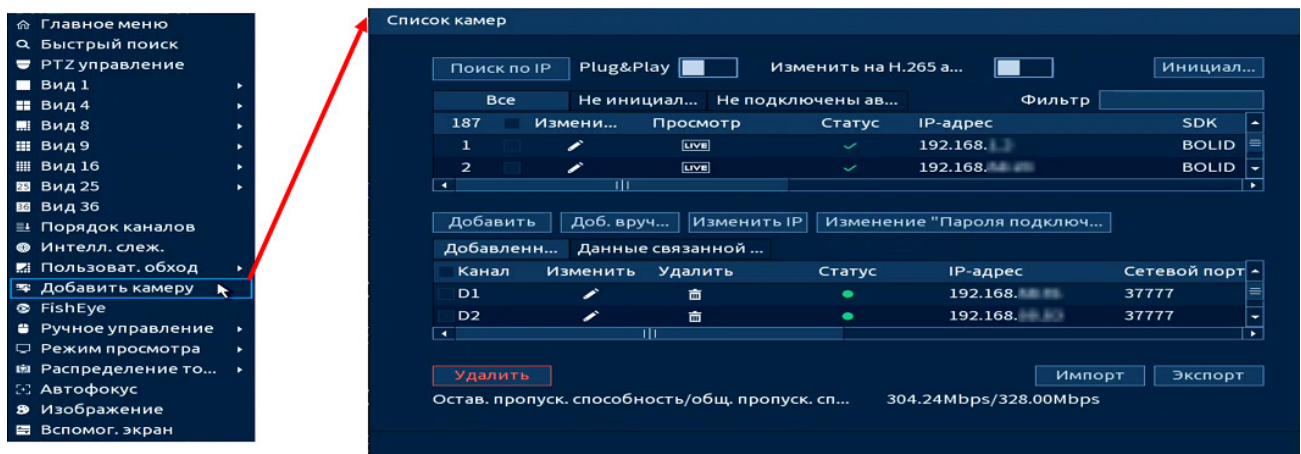 Главное меню
Быстрый поиск
PTZ управление
Вид 1
Вид 4
Вид 8
Вид 9
Вид 16
25 Вид 25
36 Вид 36
Порядок каналов
Интелл. слеж.
Пользоват. обход
Добавить камеру
FishEye
Ручное управление
Режим просмотра
Распределение то...
Автофокус
Изображение
Вспомог. экран
Список камер
Поиск по IP Plug&Play Изменить на H.265 а... Инициал...
Все Не инициал... Не подключены ав... Фильтр
187 Измени... Просмотр Статус IP-адрес SDK
1 LIVE 192.168. BOLID
2 LIVE 192.168. BOLID
Добавить Доб. вруч... Изменить IP Изменение "Пароля подключ...
Добавленн... Данные связанной ...
Канал Изменить Удалить Статус IP-адрес Сетевой порт
D1 192.168. 37777
D2 192.168. 37777
Удалить Импорт Экспорт
Остав. пропуск. способность/общ. пропуск. сп... 304.24Mbps/328.00Mbps